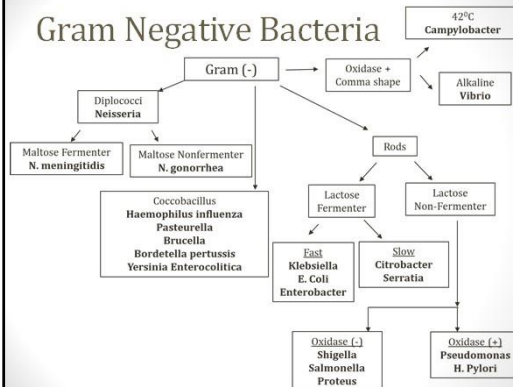 Gram Negative Bacteria
42⁰C
Campylobacter
Gram (-)
Oxidase +
Comma shape
Alkaline
Vibrio
Diplococci
Neisseria
Maltose Fermenter
N. meningitidis
Maltose Nonfermenter
N. gonorrhea
Rods
Coccobacillus
Haemophilus influenza
Pasteurella
Brucella
Bordetella pertussis
Yersinia Enterocolitica
Lactose
Fermenter
Lactose
Non-Fermenter
Fast
Klebsiella
E. Coli
Enterobacter
Slow
Citrobacter
Serratia
Oxidase (-)
Shigella
Salmonella
Proteus
Oxidase (+)
Pseudomonas
H. Pylori